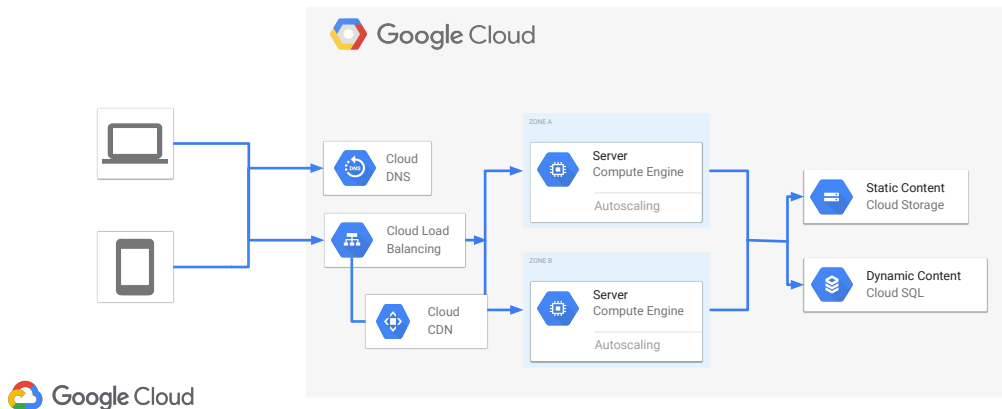 Google Cloud
Cloud
DNS
DNS
Cloud Load
Balancing
Cloud
CDN
ZONE A
Server
Compute Engine
Autoscaling
ZONE B
Server
Compute Engine
Autoscaling
Static Content
Cloud Storage
Dynamic Content
Cloud SQL
Google Cloud